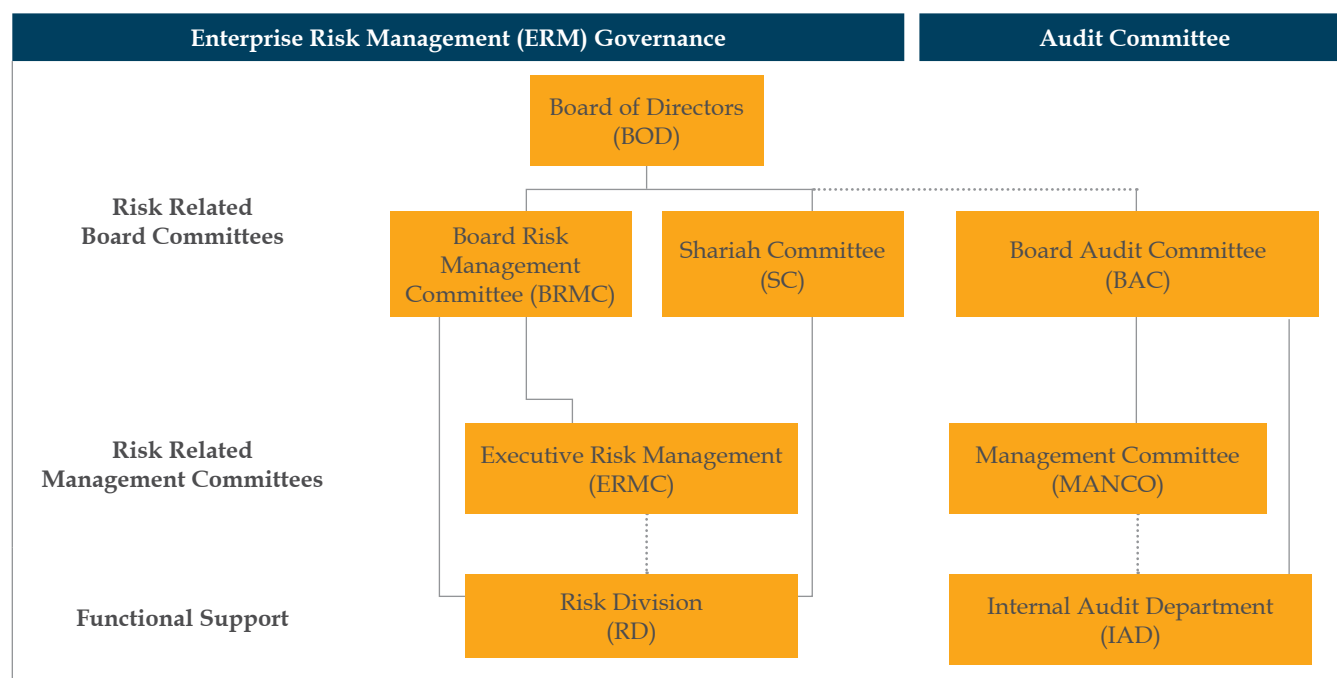 Enterprise Risk Management (ERM) Governance
Audit Committee
Board of Directors
(BOD)
Risk Related
Board Committees
Board Risk
Management
Committee (BRMC)
Shariah Committee
(SC)
Board Audit Committee
(BAC)
Risk Related
Management Committees
Executive Risk Management
(ERMC)
Management Committee
(MANCO)
Functional Support
Risk Division
(RD)
Internal Audit Department
(IAD)